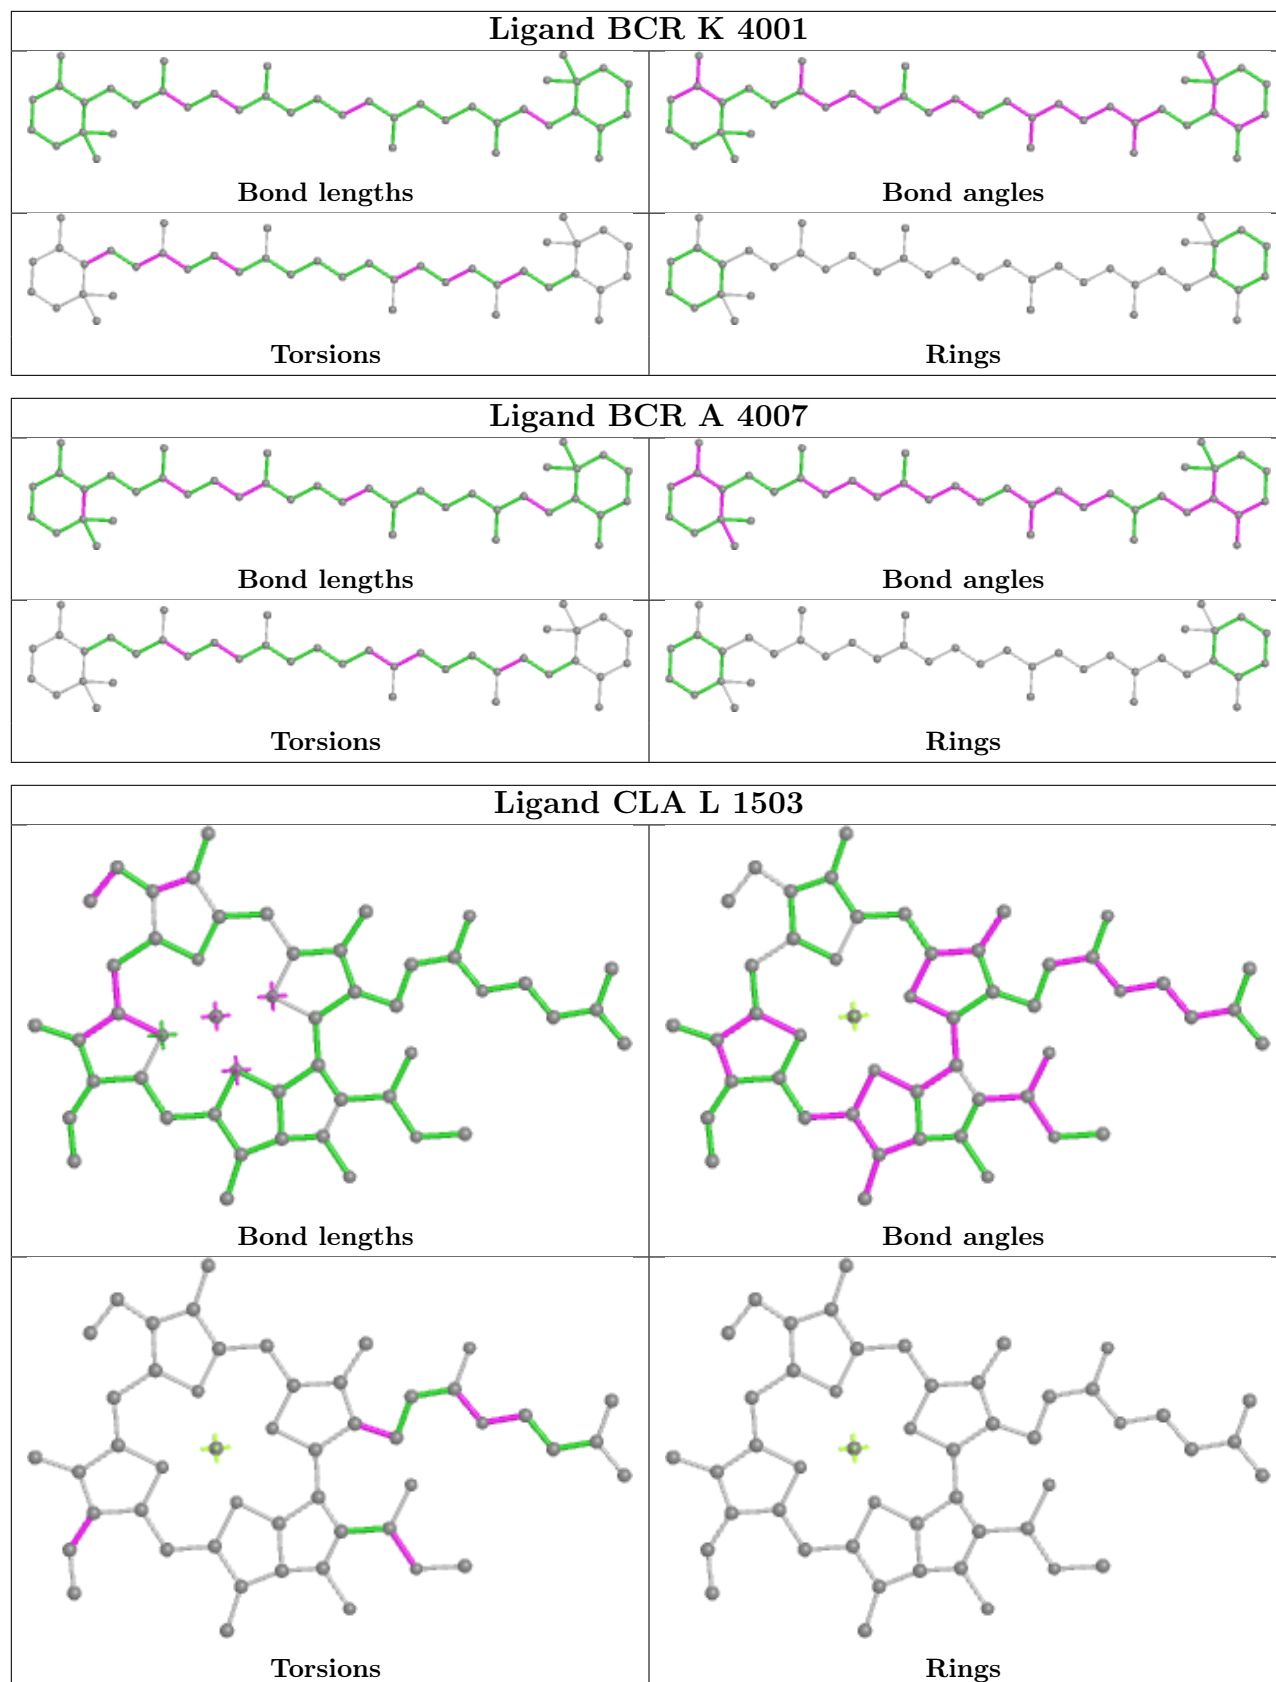 Ligand BCR K 4001
Bond lengths
Bond angles
Torsions
Rings
Ligand BCR A 4007
Bond lengths
Bond angles
Torsions
Rings
Ligand CLA L 1503
Bond lengths
Bond angles
Torsions
Rings